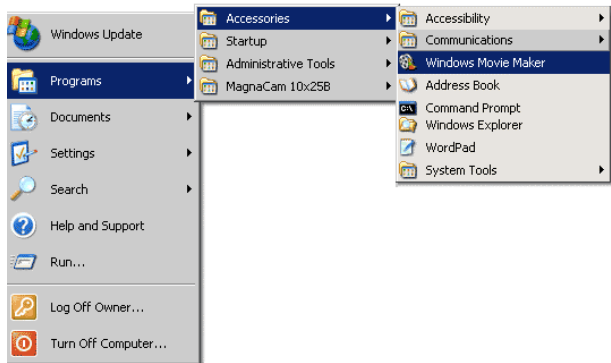 Windows Update
Programs
Documents
Settings
Search
Help and Support
Run...
Log Off Owner...
Turn Off Computer...
Accessories
Startup
Administrative Tools
MagnaCam 10x25B
Accessibility
Communications
Windows Movie Maker
Address Book
Command Prompt
Windows Explorer
WordPad
System Tools